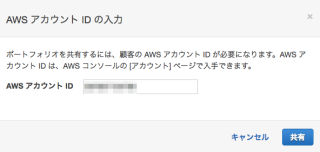 AWS アカウント ID の入力
×
ポートフォリオを共有するには、顧客の AWS アカウント ID が必要になります。AWS ア
カウント ID は、AWS コンソールの [アカウント] ページで入手できます。
AWS アカウント ID
キャンセル 共有